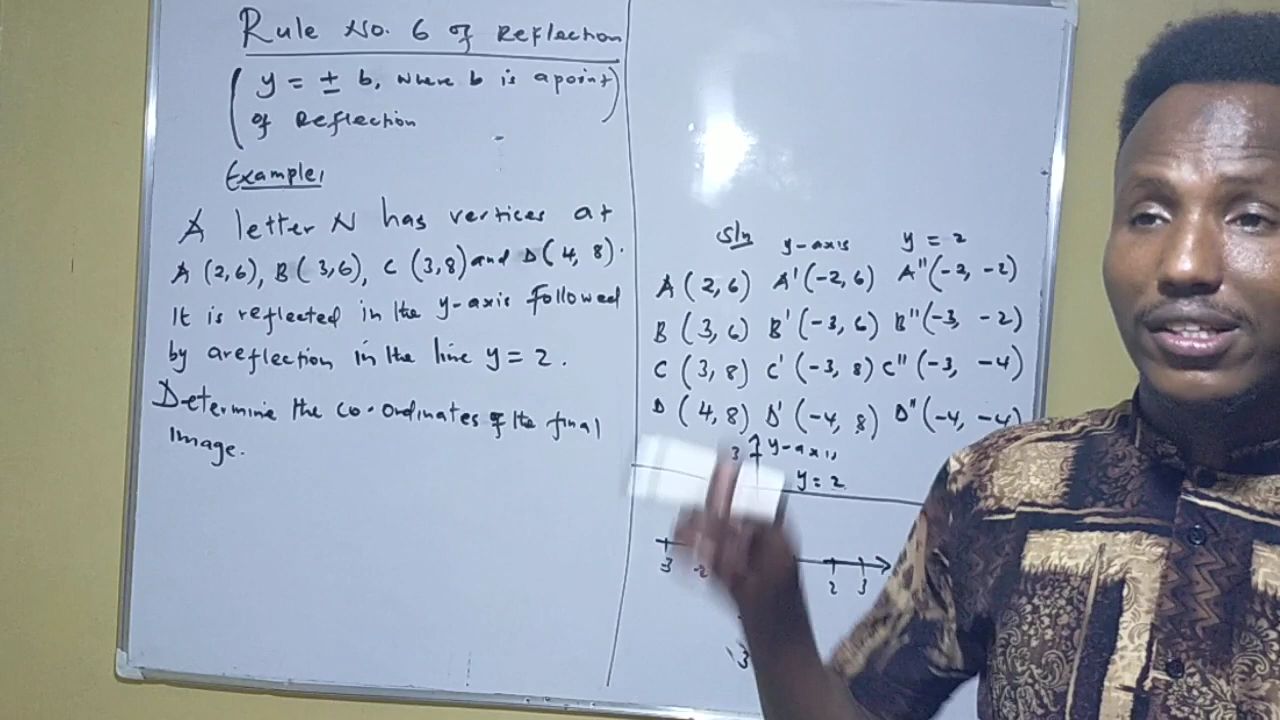 Rule No. 6 of Reflection
(y = ± b, where b is a point
of Reflection)
Example,
A letter N has vertices at
A (2,6), B (3,6), C (3,8) and D (4, 8).
It is reflected in the y-axis followed
by a reflection in the line y = 2.
Determine the co-ordinates of the final
Image.
Sln y-axis y = 2
A (2, 6) A' (-2, 6) A" (-2, -2)
B (3, 6) B' (-3, 6) B" (-3, -2)
C (3, 8) C' (-3, 8) C" (-3, -4)
D (4, 8) D' (-4, 8) D" (-4, -4)
3 y-axis
y = 2
3 -2 2 3
3